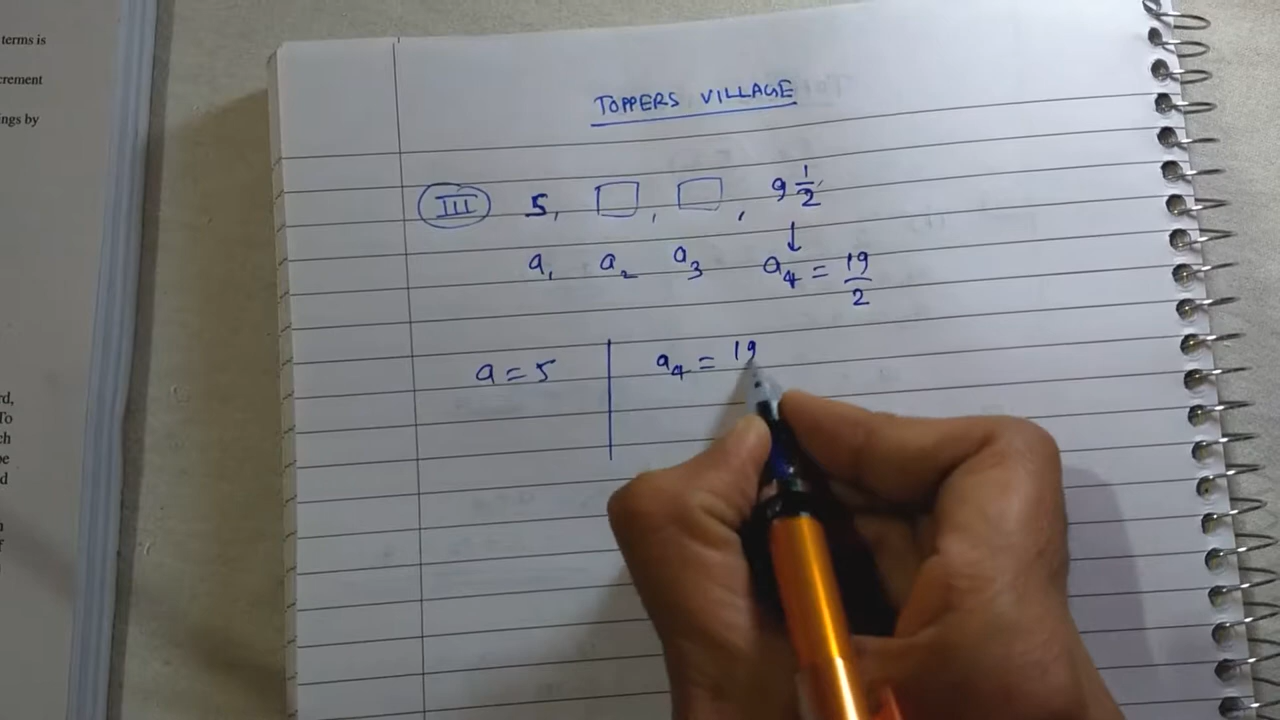 terms is
crement
ngs by
rd,
To
ch
be
d
TOPPERS VILLAGE
III 5, □, □, 9 1/2
a₁ a₂ a₃ a₄ = 19/2
a = 5 a₄ = 19